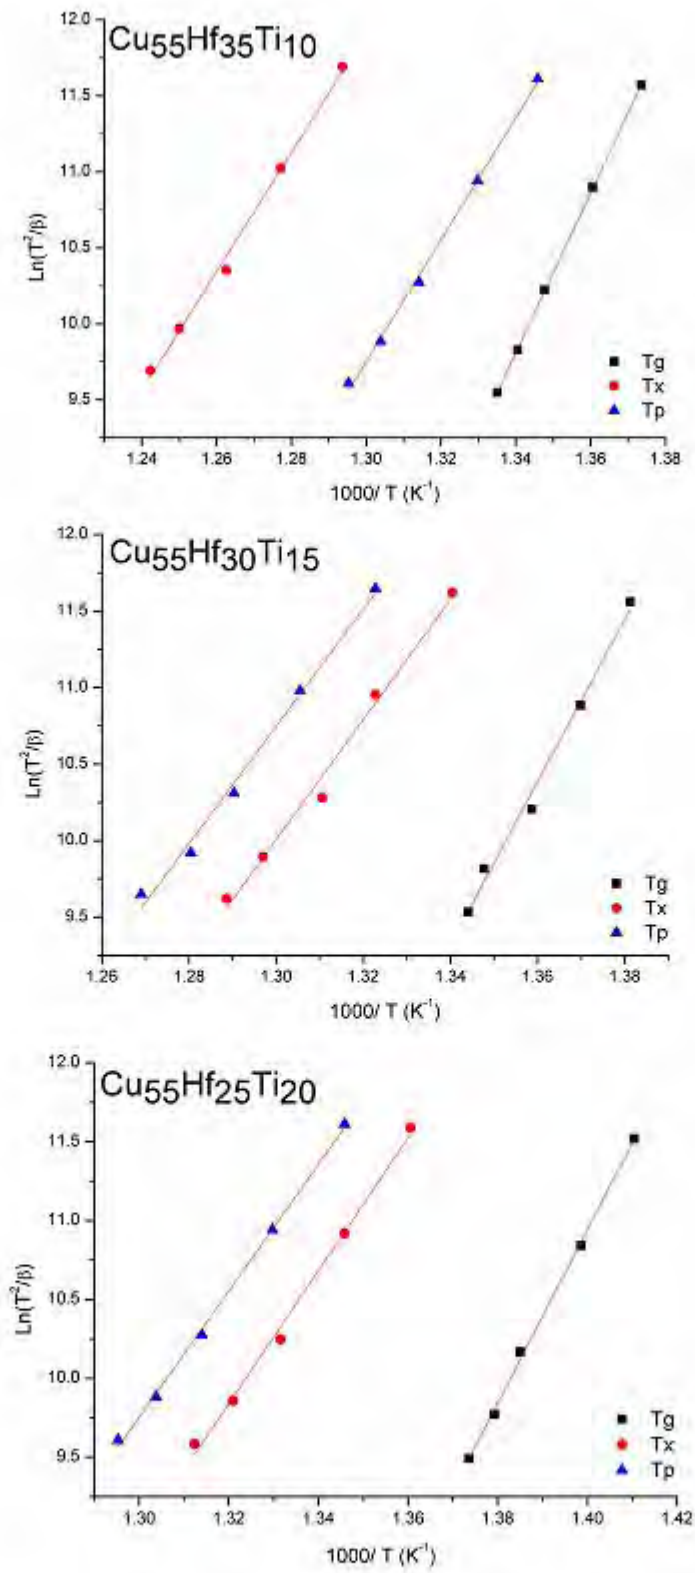 Cu55Hf35Ti10
12.0
11.5
11.0
10.5
10.0
9.5
Ln(T²/β)
Tg
Tx
Tp
1.24 1.26 1.28 1.30 1.32 1.34 1.36 1.38
1000/ T (K⁻¹)
Cu55Hf30Ti15
12.0
11.5
11.0
10.5
10.0
9.5
Ln(T²/β)
Tg
Tx
Tp
1.26 1.28 1.30 1.32 1.34 1.36 1.38
1000/ T (K⁻¹)
Cu55Hf25Ti20
12.0
11.5
11.0
10.5
10.0
9.5
Ln(T²/β)
Tg
Tx
Tp
1.30 1.32 1.34 1.36 1.38 1.40 1.42
1000/ T (K⁻¹)